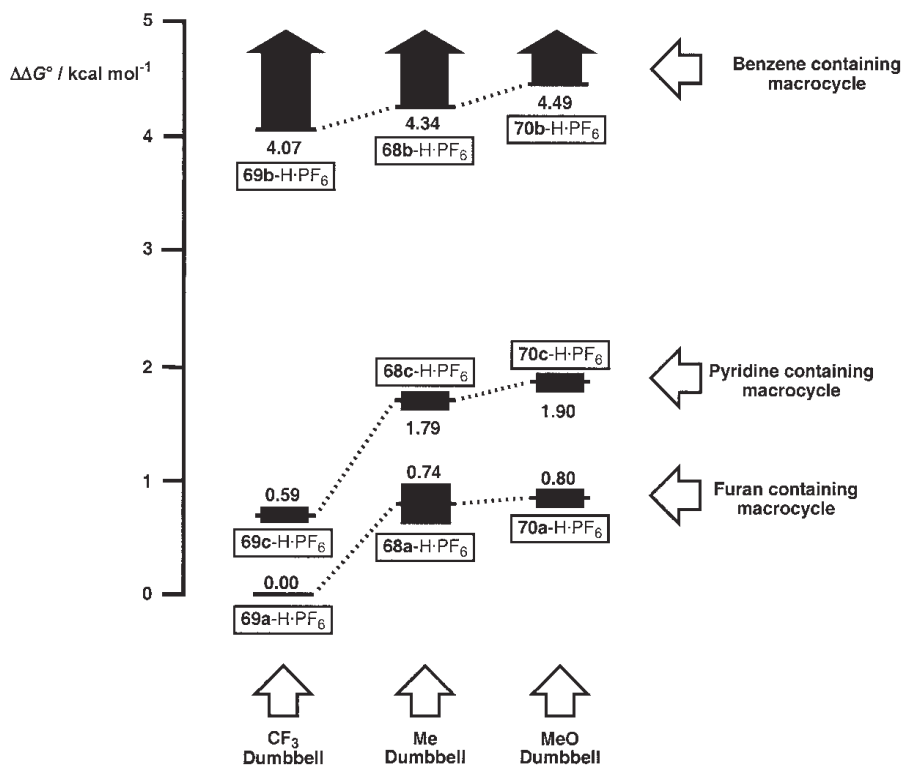 5
ΔΔG° / kcal mol⁻¹
Benzene containing
macrocycle
4.07
4.34
4.49
4
69b-H·PF₆
68b-H·PF₆
70b-H·PF₆
3
2
68c-H·PF₆
70c-H·PF₆
Pyridine containing
macrocycle
1.79
1.90
1
0.59
0.74
0.80
Furan containing
macrocycle
69c-H·PF₆
68a-H·PF₆
70a-H·PF₆
0.00
0
69a-H·PF₆
CF₃
Dumbbell
Me
Dumbbell
MeO
Dumbbell